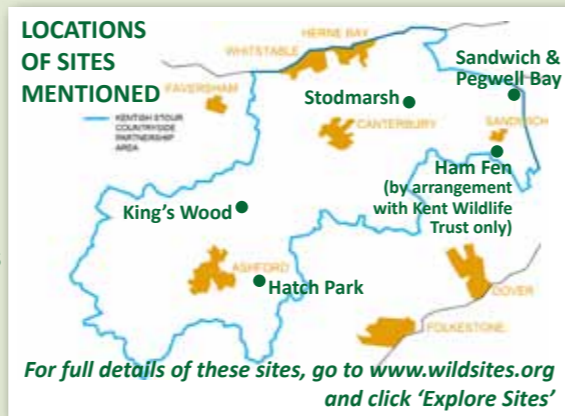 LOCATIONS
OF SITES
MENTIONED
HERNE BAY
WHITSTABLE
FAVERSHAM
KENTISH STOUR
COUNTRYSIDE
PARTNERSHIP
AREA
Sandwich &
Pegwell Bay
Stodmarsh
CANTERBURY
SANDWICH
Ham Fen
(by arrangement
with Kent Wildlife
Trust only)
King's Wood
ASHFORD
Hatch Park
DOVER
FOLKESTONE
For full details of these sites, go to www.wildsites.org
and click ‘Explore Sites’